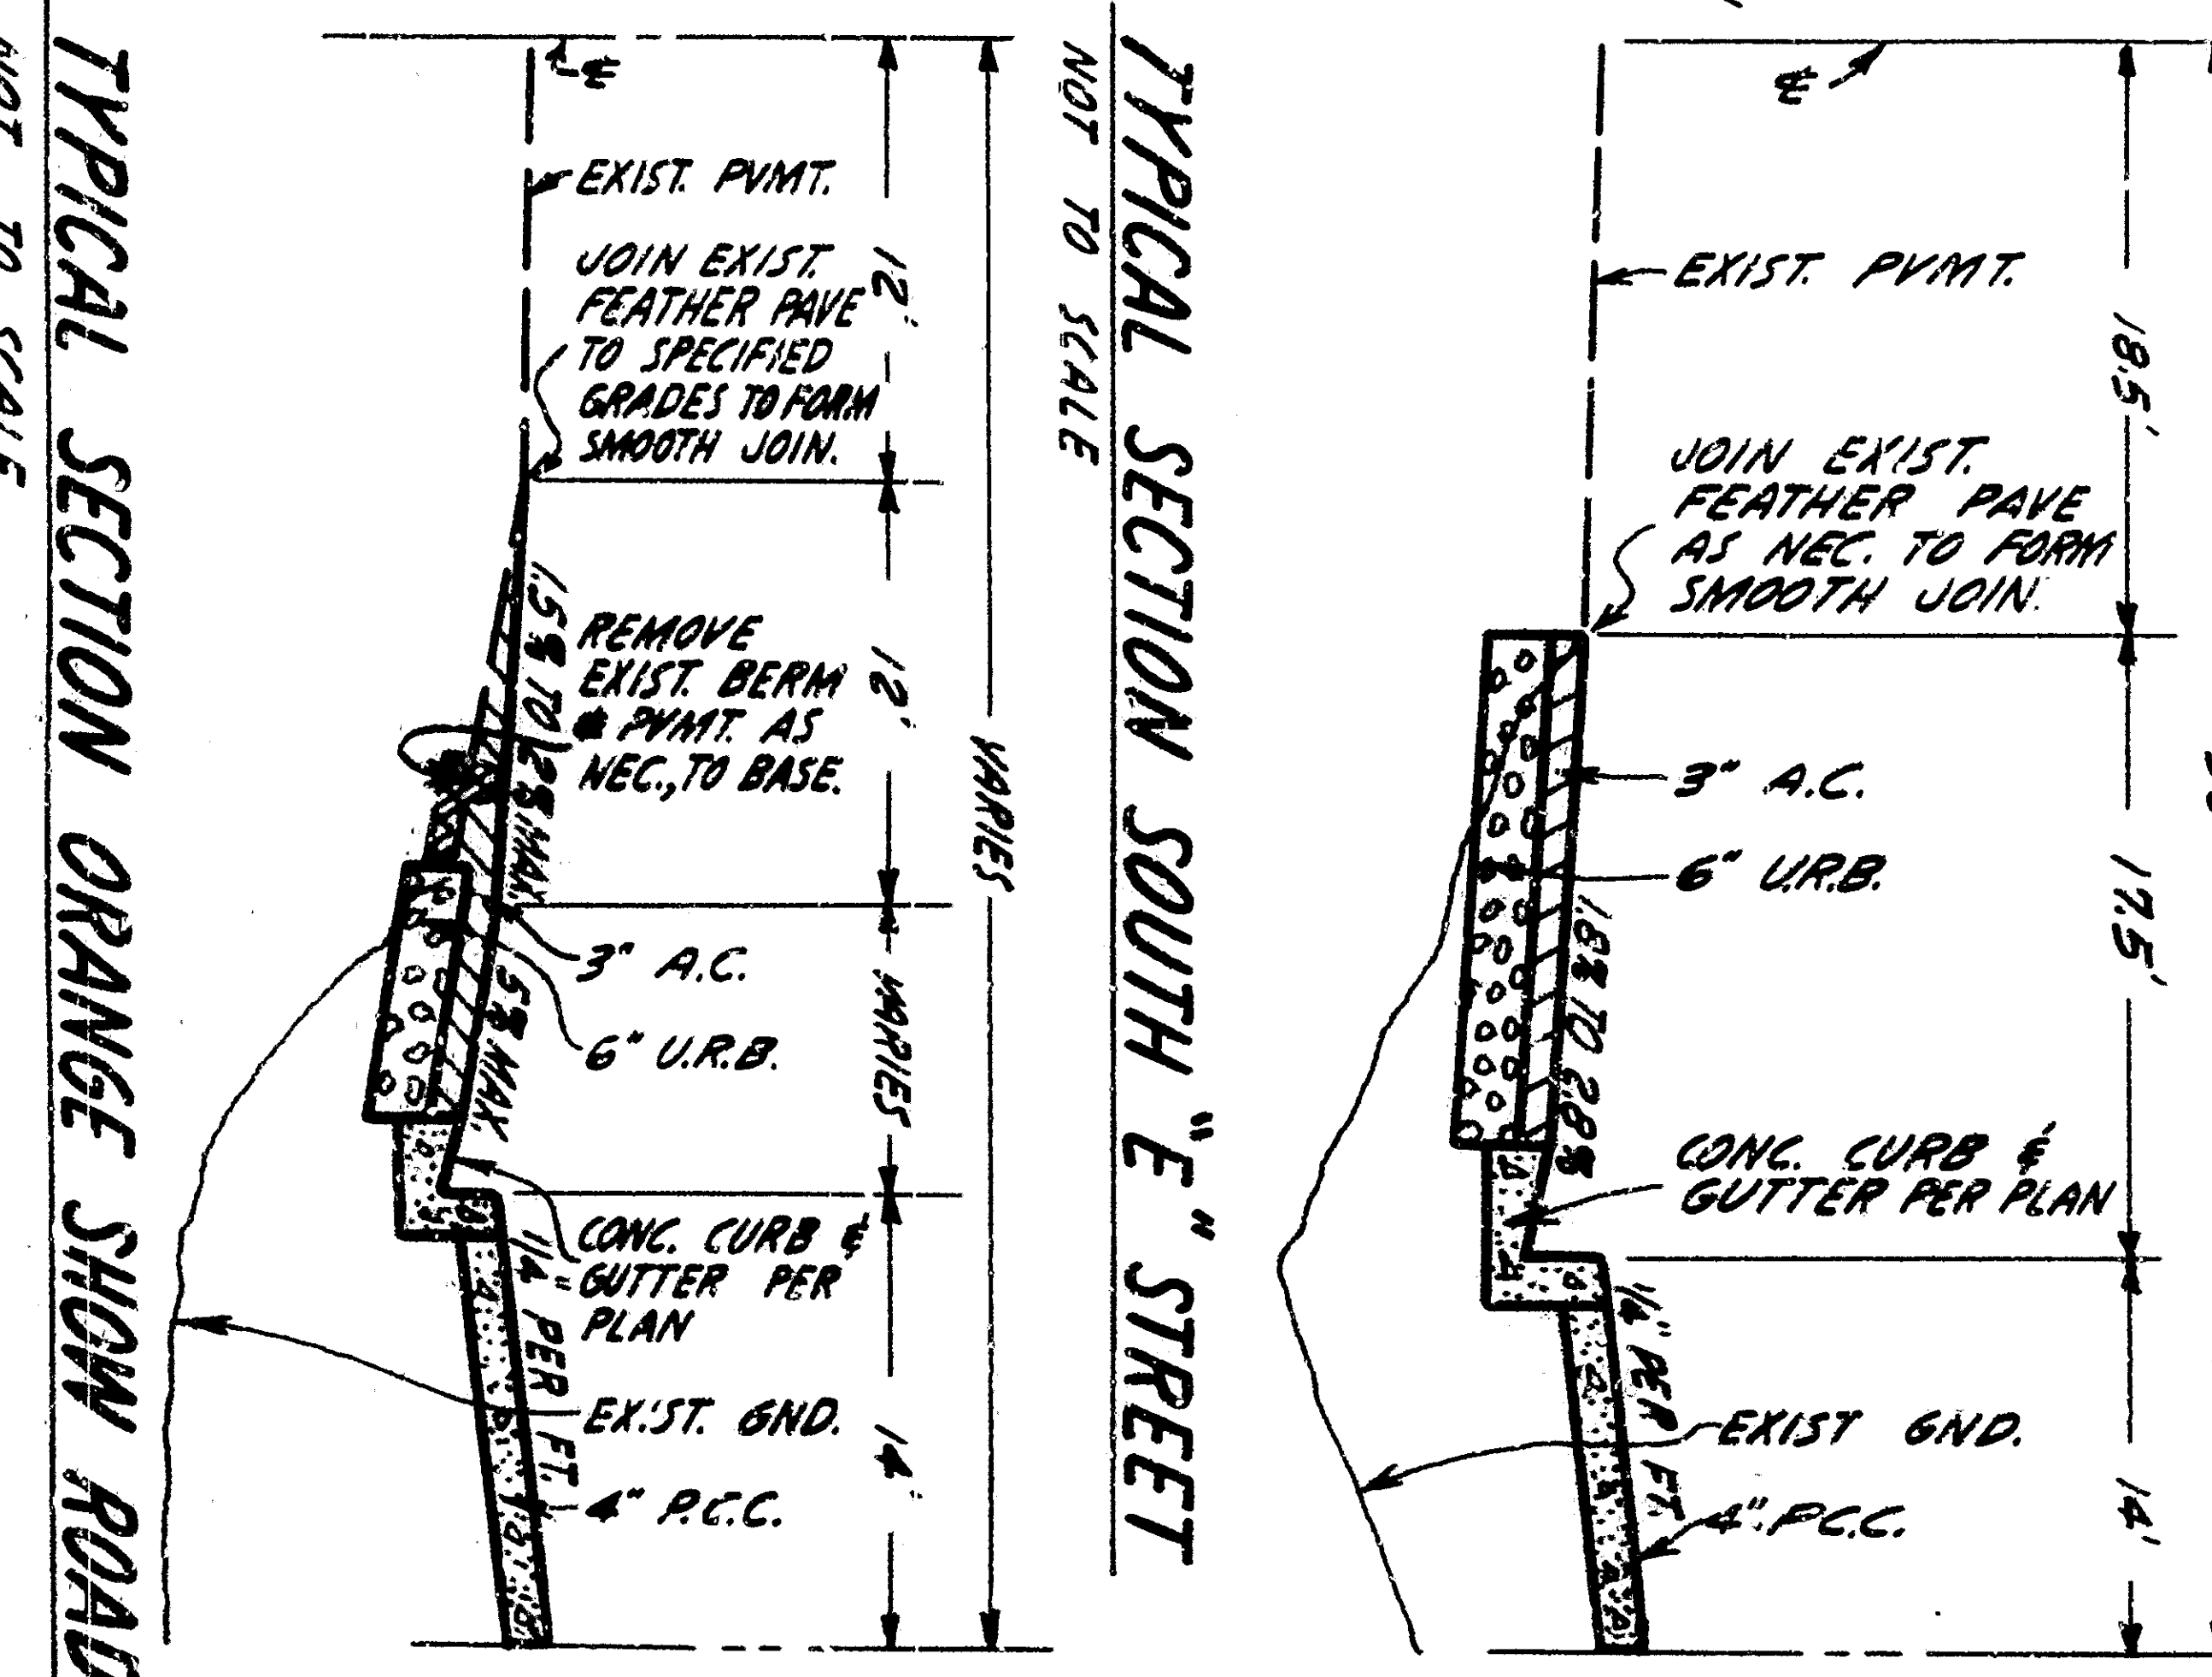 TYPICAL SECTION ORANGE SHOW ROAD
NOT TO SCALE
℄
EXIST. PVMT.
JOIN EXIST.
FEATHER PAVE
TO SPECIFIED
GRADES TO FORM
SMOOTH JOIN.
REMOVE
EXIST. BERM
& PVMT. AS
NEC., TO BASE.
1.5% TO
MAX.
3" A.C.
5% MAX.
6" U.R.B.
CONC. CURB &
GUTTER PER
PLAN
1/4" PER FT.
EXIST. GND.
4" P.C.C.
12'
12'
VARIES
14'
VARIES
TYPICAL SECTION SOUTH "E" STREET
NOT TO SCALE
℄
EXIST. PVMT.
JOIN EXIST.
FEATHER PAVE
AS NEC. TO FORM
SMOOTH JOIN.
3" A.C.
6" U.R.B.
1.8% TO 2.8%
CONC. CURB &
GUTTER PER PLAN
1/4" PER FT.
EXIST GND.
4" P.C.C.
18.5'
17.5'
14'